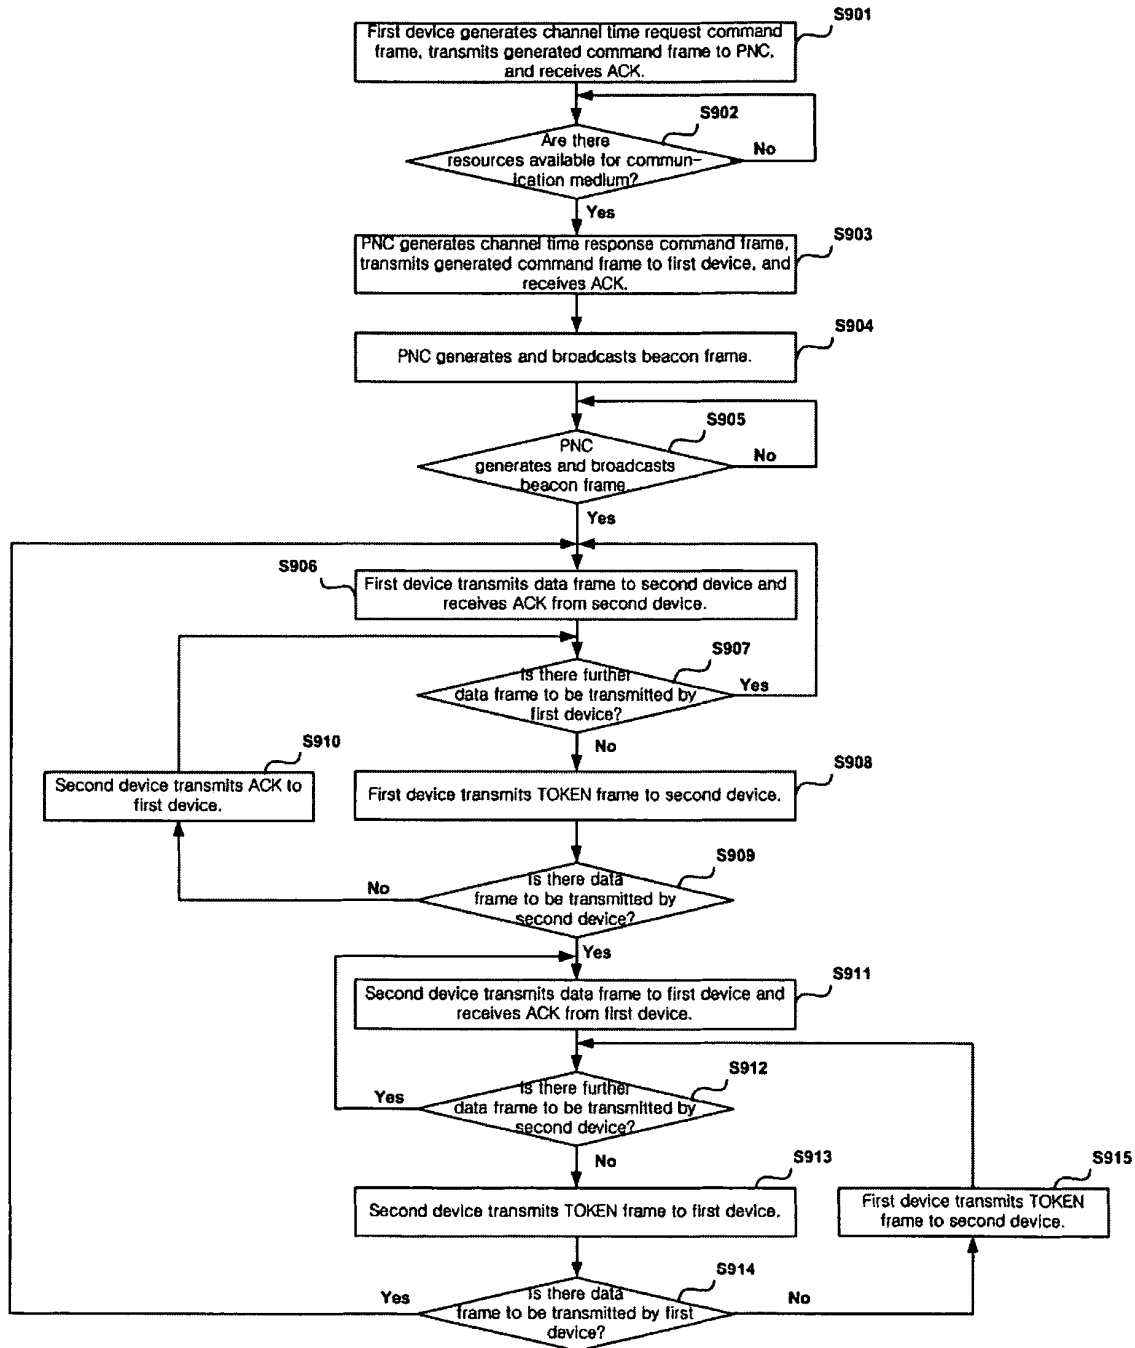 S901
First device generates channel time request command
frame, transmits generated command frame to PNC,
and receives ACK.
S902
Are there
resources available for commun-
ication medium?
No
Yes
S903
PNC generates channel time response command frame,
transmits generated command frame to first device, and
receives ACK.
S904
PNC generates and broadcasts beacon frame.
S905
PNC
generates and broadcasts
beacon frame.
No
Yes
S906
First device transmits data frame to second device and
receives ACK from second device.
S907
Is there further
data frame to be transmitted by
first device?
Yes
No
S910
Second device transmits ACK to
first device.
S908
First device transmits TOKEN frame to second device.
S909
Is there data
frame to be transmitted by
second device?
No
Yes
S911
Second device transmits data frame to first device and
receives ACK from first device.
S912
Is there further
data frame to be transmitted by
second device?
Yes
No
S913
Second device transmits TOKEN frame to first device.
S915
First device transmits TOKEN
frame to second device.
S914
Is there data
frame to be transmitted by first
device?
Yes
No